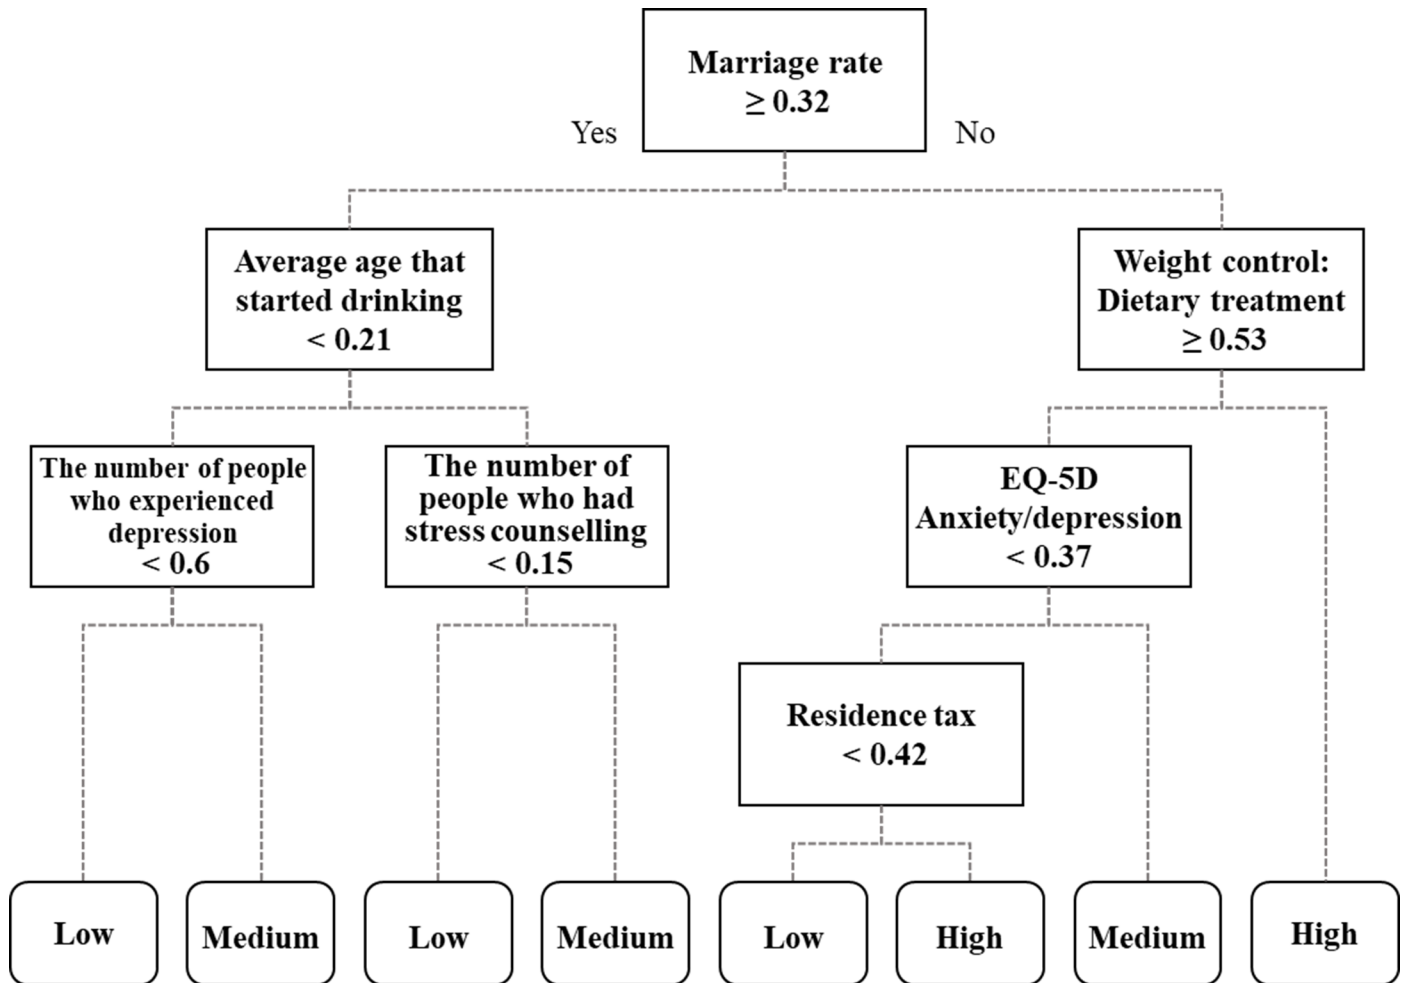 Marriage rate
≥ 0.32
Yes
No
Average age that
started drinking
< 0.21
Weight control:
Dietary treatment
≥ 0.53
The number of people
who experienced
depression
< 0.6
The number of
people who had
stress counselling
< 0.15
EQ-5D
Anxiety/depression
< 0.37
Residence tax
< 0.42
Low
Medium
Low
Medium
Low
High
Medium
High